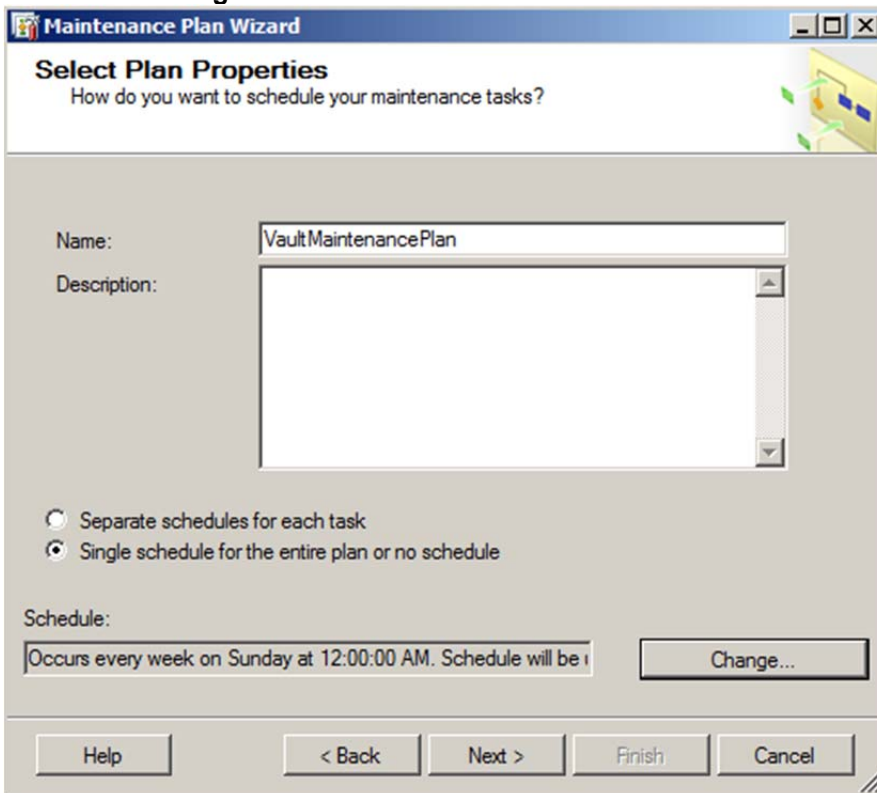 Maintenance Plan Wizard
Select Plan Properties
How do you want to schedule your maintenance tasks?
Name:
VaultMaintenancePlan
Description:
Separate schedules for each task
Single schedule for the entire plan or no schedule
Schedule:
Occurs every week on Sunday at 12:00:00 AM. Schedule will be
Change...
Help
< Back
Next >
Finish
Cancel